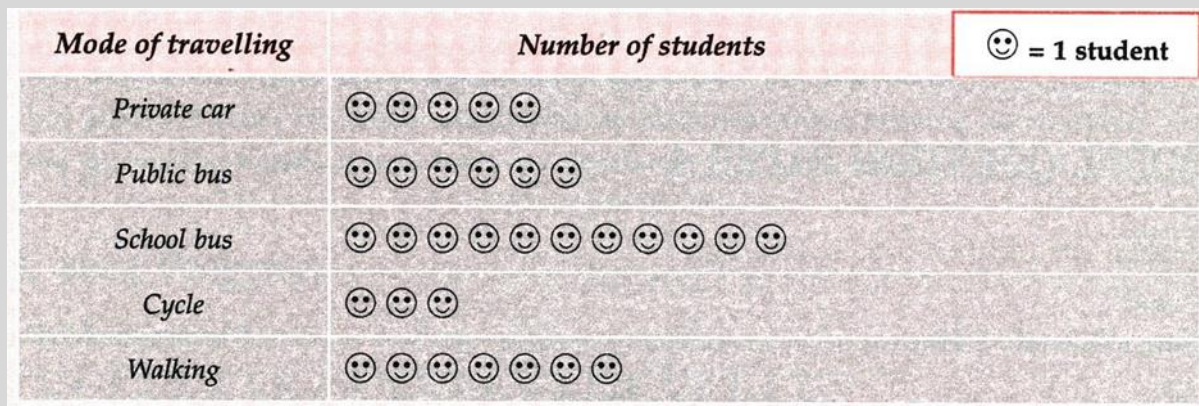 Mode of travelling Number of students ☺ = 1 student
Private car ☺ ☺ ☺ ☺ ☺
Public bus ☺ ☺ ☺ ☺ ☺ ☺
School bus ☺ ☺ ☺ ☺ ☺ ☺ ☺ ☺ ☺ ☺ ☺
Cycle ☺ ☺ ☺
Walking ☺ ☺ ☺ ☺ ☺ ☺ ☺